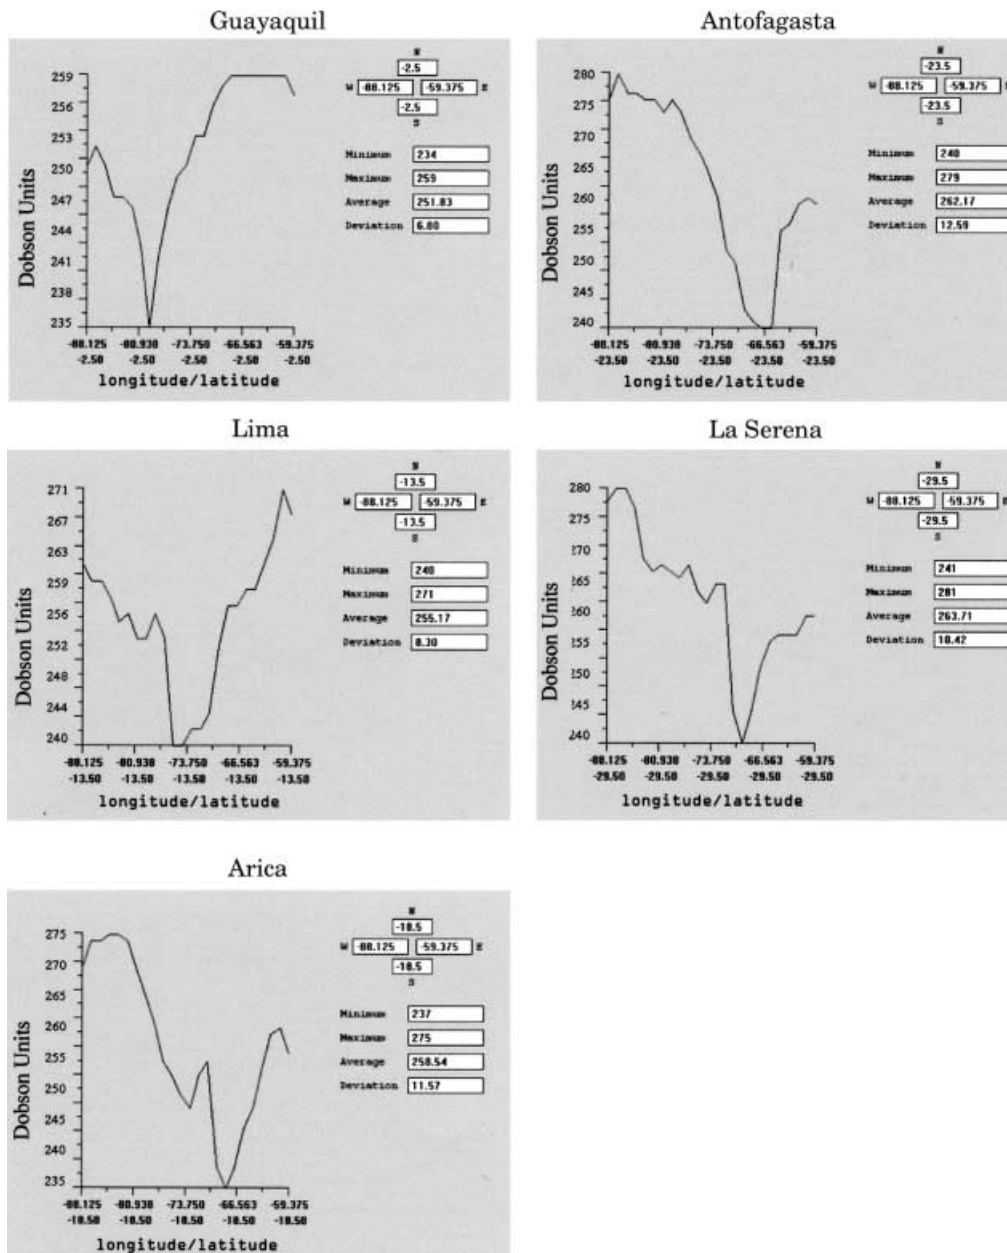 Guayaquil
259
256
253
250
247
244
241
238
235
Dobson Units
-88.125 -80.938 -73.750 -66.563 -59.375
-2.50 -2.50 -2.50 -2.50 -2.50
longitude/latitude
N
-2.5
W -88.125 -59.375 E
-2.5
S
Minimum 234
Maximum 259
Average 251.83
Deviation 6.80
Antofagasta
280
275
270
265
260
250
245
240
Dobson Units
-88.125 -73.750 -66.563 -59.375
-23.50 -23.50 -23.50 -23.50
longitude/latitude
N
-23.5
W -88.125 -59.375 E
-23.5
S
Minimum 240
Maximum 279
Average 262.17
Deviation 12.59
Lima
271
267
263
259
256
252
248
244
240
Dobson Units
-88.125 -80.938 -73.750 -66.563 -59.375
-13.50 -13.50 -13.50 -13.50 -13.50
longitude/latitude
N
-13.5
W -88.125 -59.375 E
-13.5
S
Minimum 240
Maximum 271
Average 255.17
Deviation 8.30
La Serena
280
275
270
265
260
255
250
245
240
Dobson Units
-88.125 -80.938 -73.750 -66.563 -59.375
-29.50 -29.50 -29.50 -29.50 -29.50
longitude/latitude
N
-29.5
W -88.125 -59.375 E
-29.5
S
Minimum 241
Maximum 281
Average 263.71
Deviation 10.42
Arica
275
270
265
260
255
250
245
240
235
Dobson Units
-88.125 -80.938 -73.750 -66.563 -59.375
-18.50 -18.50 -18.50 -18.50 -18.50
longitude/latitude
N
-18.5
W -88.125 -59.375 E
-18.5
S
Minimum 237
Maximum 275
Average 258.54
Deviation 11.57